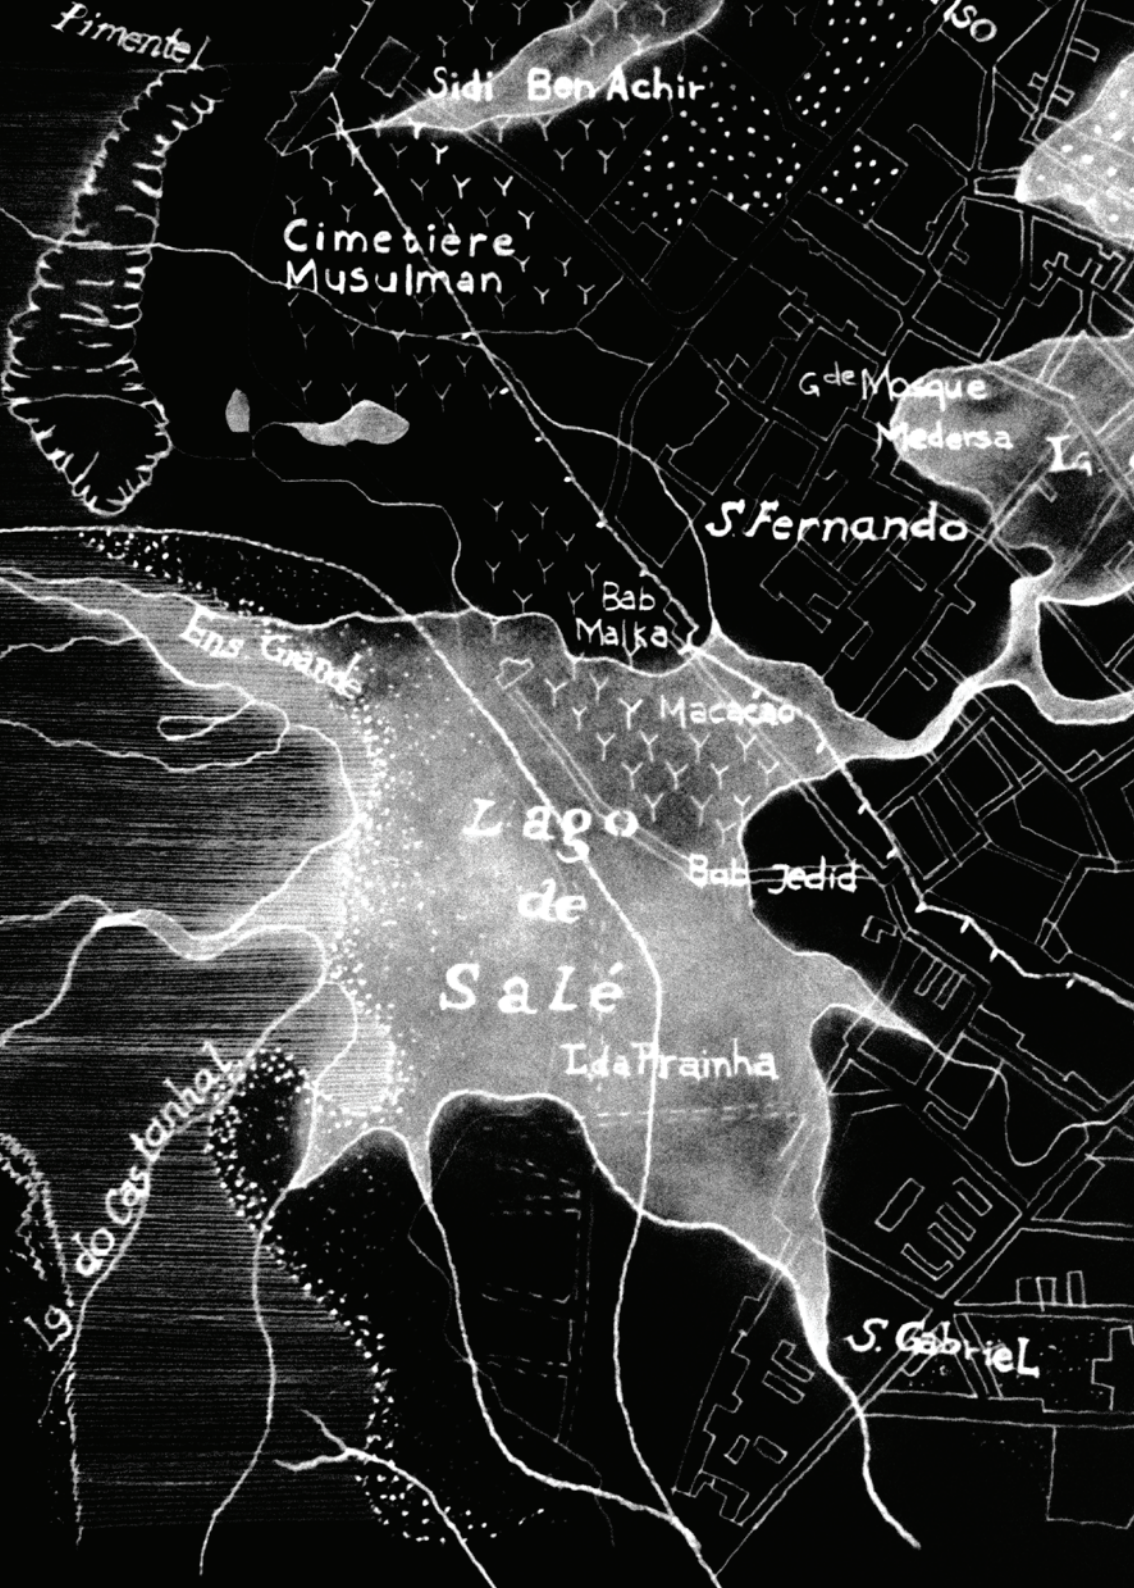 Pimentel
Sidi Ben Achir
Cimetière
Musulman
Gde Mosque
Medersa
S. Fernando
Bab
Malka
Ens. Grande
Macacão
Lago
de
Salé
Bab Jedid
I. da Prainha
Lg. do Castanhal
S. Gabriel